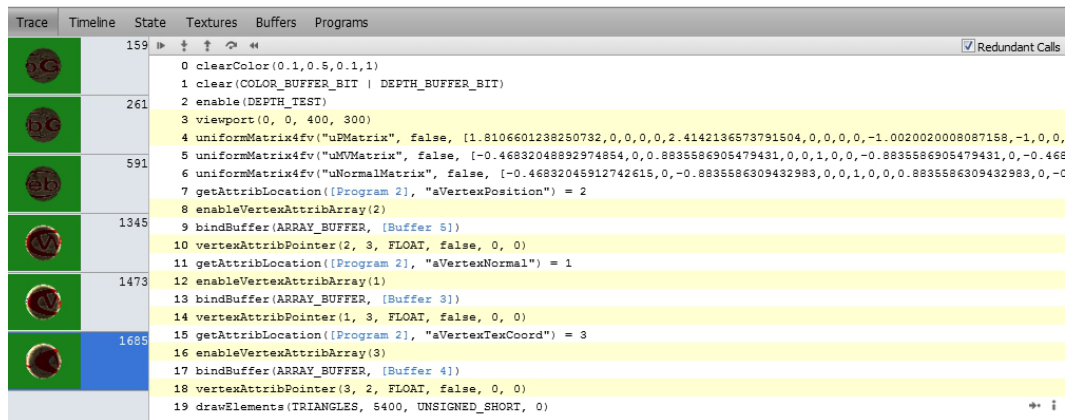 Trace Timeline State Textures Buffers Programs
159 Redundant Calls
0 clearColor(0.1,0.5,0.1,1)
1 clear(COLOR_BUFFER_BIT | DEPTH_BUFFER_BIT)
261
2 enable(DEPTH_TEST)
3 viewport(0, 0, 400, 300)
4 uniformMatrix4fv("uPMatrix", false, [1.8106601238250732,0,0,0,0,2.4142136573791504,0,0,0,0,-1.0020020008087158,-1,0,0,
591
5 uniformMatrix4fv("uMVMatrix", false, [-0.46832048892974854,0,0.8835586905479431,0,0,1,0,0,-0.8835586905479431,0,-0.468
6 uniformMatrix4fv("uNormalMatrix", false, [-0.46832045912742615,0,-0.8835586309432983,0,0,1,0,0,0.8835586309432983,0,-0
7 getAttribLocation([Program 2], "aVertexPosition") = 2
8 enableVertexAttribArray(2)
1345
9 bindBuffer(ARRAY_BUFFER, [Buffer 5])
10 vertexAttribPointer(2, 3, FLOAT, false, 0, 0)
11 getAttribLocation([Program 2], "aVertexNormal") = 1
1473
12 enableVertexAttribArray(1)
13 bindBuffer(ARRAY_BUFFER, [Buffer 3])
14 vertexAttribPointer(1, 3, FLOAT, false, 0, 0)
15 getAttribLocation([Program 2], "aVertexTexCoord") = 3
1685
16 enableVertexAttribArray(3)
17 bindBuffer(ARRAY_BUFFER, [Buffer 4])
18 vertexAttribPointer(3, 2, FLOAT, false, 0, 0)
19 drawElements(TRIANGLES, 5400, UNSIGNED_SHORT, 0)